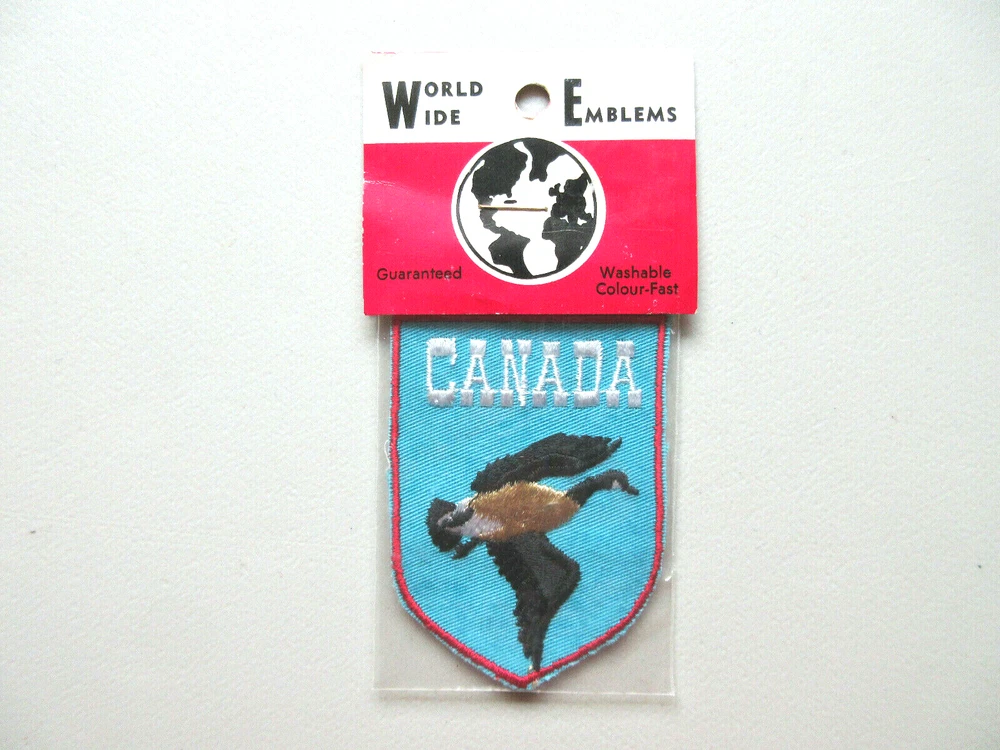 WORLD WIDE
EMBLEMS
Guaranteed
Washable
Colour-Fast
CANADA